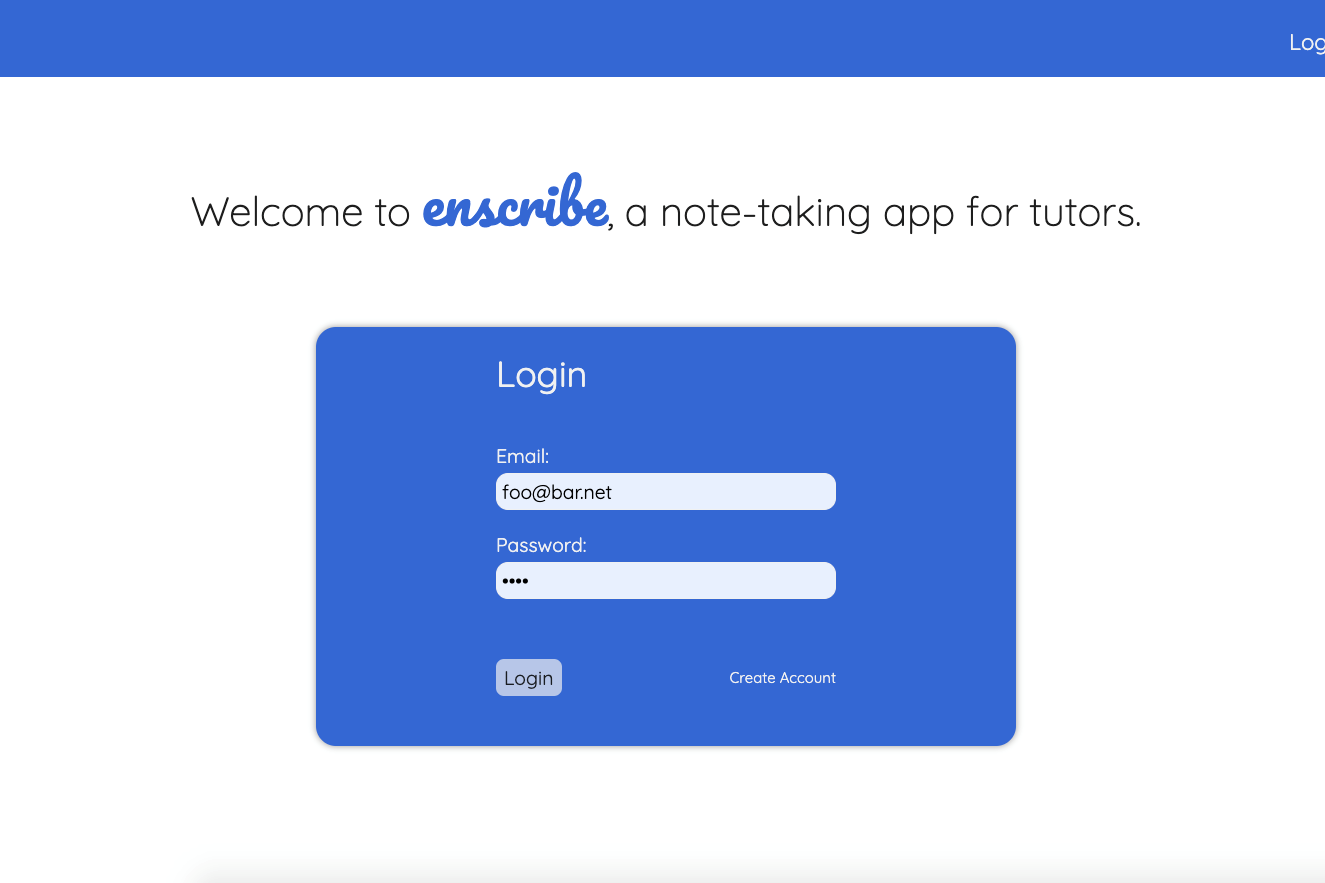 Log
Welcome to enscribe, a note-taking app for tutors.
Login
Email:
foo@bar.net
Password:
••••
Login
Create Account